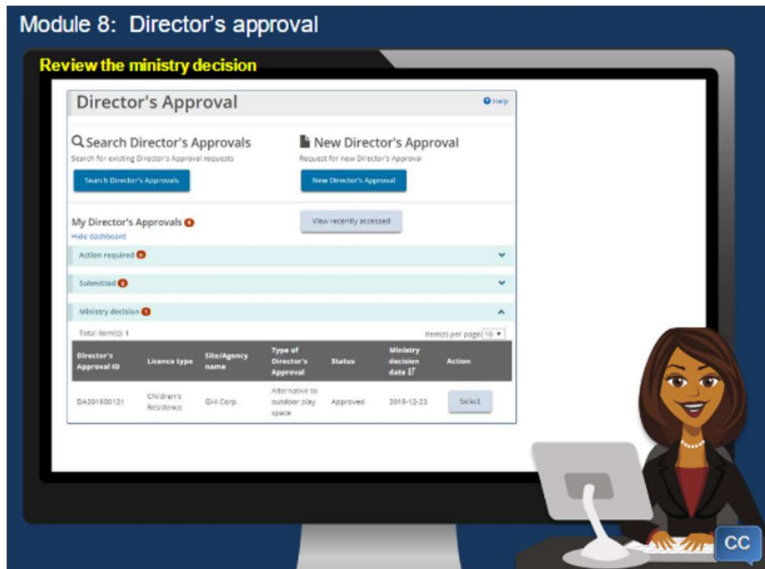 Module 8: Director's approval
Review the ministry decision
Director's Approval
Help
Search Director's Approvals
New Director's Approval
Search for existing Director's Approval requests
Request for new Director's Approval
Search Director's Approvals
New Director's Approval
My Director's Approvals
View recently accessed
Hide dashboard
Action required
Submitted
Ministry decision 1
Total item(s): 1
Item(s) per page 10
Director's Approval ID
Licence type
Site/Agency name
Type of Director's Approval
Status
Ministry decision date
Action
DA201900121
Children's Residence
GHI Corp.
Alternative to outdoor play space
Approved
2019-12-23
Select
CC